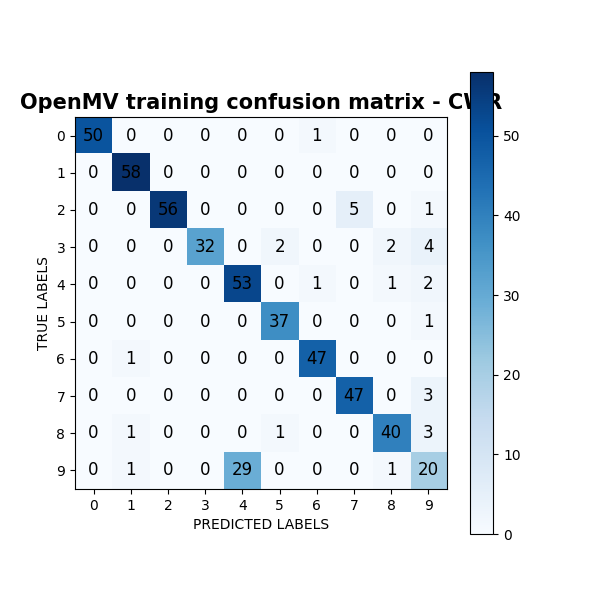 OpenMV training confusion matrix - CWR
0 50 0 0 0 0 0 1 0 0 0
1 0 58 0 0 0 0 0 0 0 0
2 0 0 56 0 0 0 0 5 0 1
3 0 0 0 32 0 2 0 0 2 4
4 0 0 0 0 53 0 1 0 1 2
5 0 0 0 0 0 37 0 0 0 1
6 0 1 0 0 0 0 47 0 0 0
7 0 0 0 0 0 0 0 47 0 3
8 0 1 0 0 0 1 0 0 40 3
9 0 1 0 0 29 0 0 0 1 20
0 1 2 3 4 5 6 7 8 9
PREDICTED LABELS
TRUE LABELS
50
40
30
20
10
0